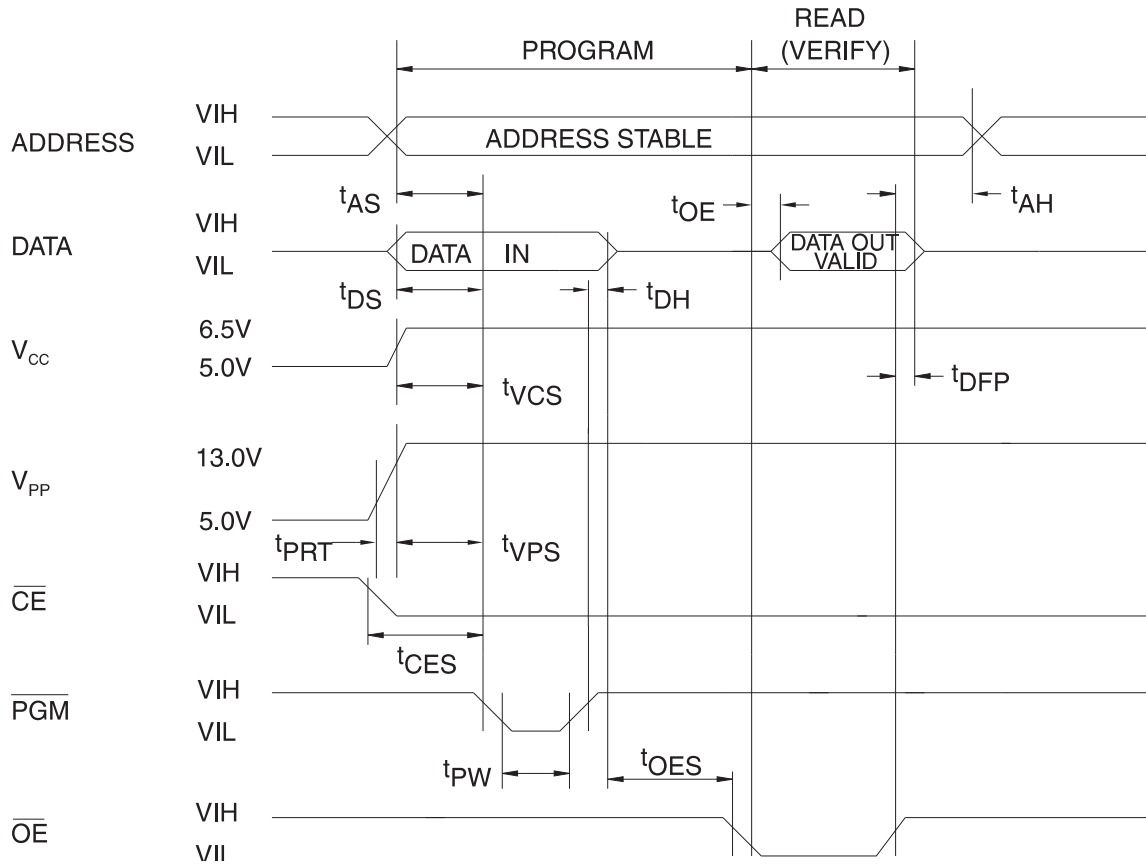 READ
PROGRAM (VERIFY)
ADDRESS VIH VIL ADDRESS STABLE
tAS tOE tAH
DATA VIH VIL DATA IN DATA OUT VALID
tDS tDH
VCC 6.5V 5.0V
tVCS tDFP
VPP 13.0V 5.0V
tPRT tVPS
CE VIH VIL
tCES
PGM VIH VIL
tPW tOES
OE VIH VIL